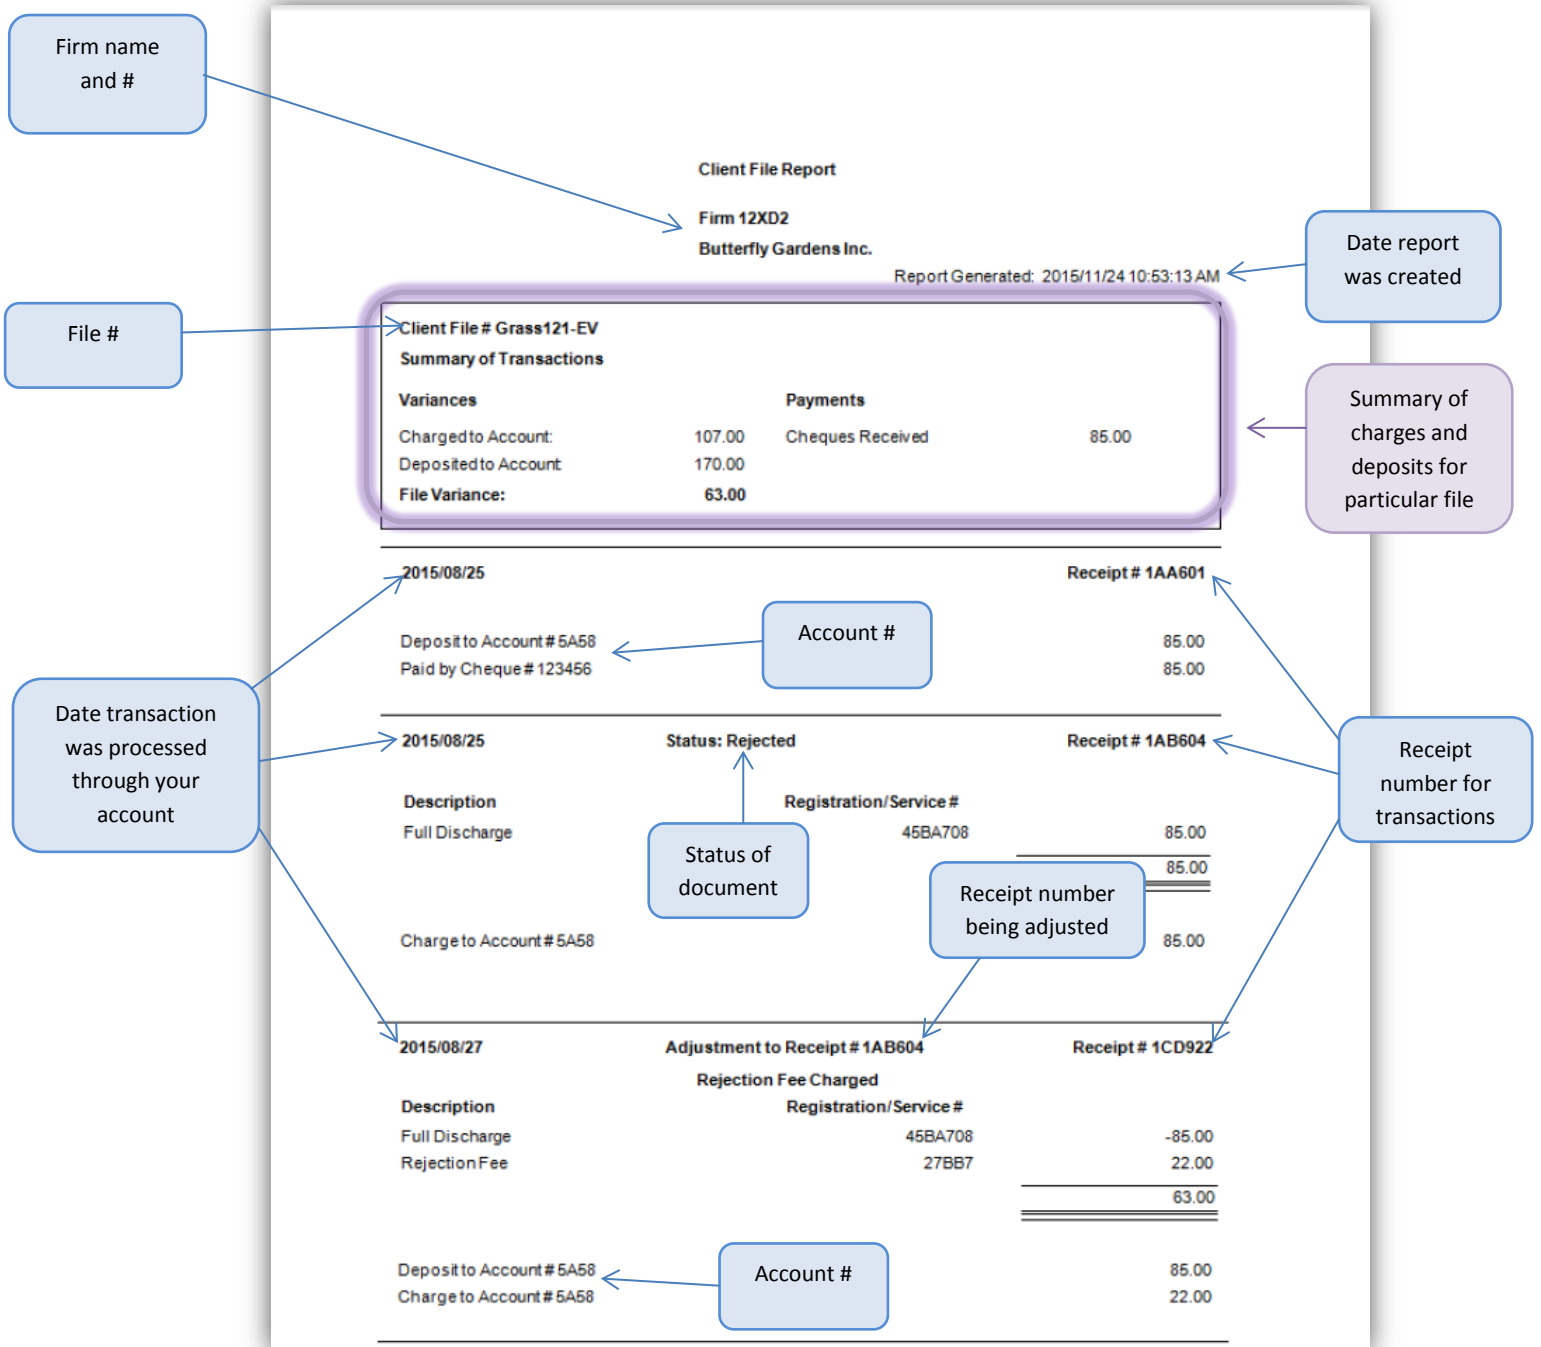 Firm name
and #
Client File Report
Firm 12XD2
Butterfly Gardens Inc.
Report Generated: 2015/11/24 10:53:13 AM
Date report
was created
File #
Client File # Grass121-EV
Summary of Transactions
Variances Payments
Charged to Account: 107.00 Cheques Received 85.00
Deposited to Account 170.00
File Variance: 63.00
Summary of
charges and
deposits for
particular file
2015/08/25 Receipt # 1AA601
Account #
Deposit to Account # 5A58 85.00
Paid by Cheque # 123456 85.00
Date transaction
was processed
through your
account
2015/08/25 Status: Rejected Receipt # 1AB604
Receipt
number for
transactions
Description Registration/Service #
Full Discharge 45BA708 85.00
85.00
Status of
document
Receipt number
being adjusted
Charge to Account # 5A58 85.00
2015/08/27 Adjustment to Receipt # 1AB604 Receipt # 1CD922
Rejection Fee Charged
Description Registration/Service #
Full Discharge 45BA708 -85.00
Rejection Fee 27BB7 22.00
63.00
Account #
Deposit to Account # 5A58 85.00
Charge to Account # 5A58 22.00